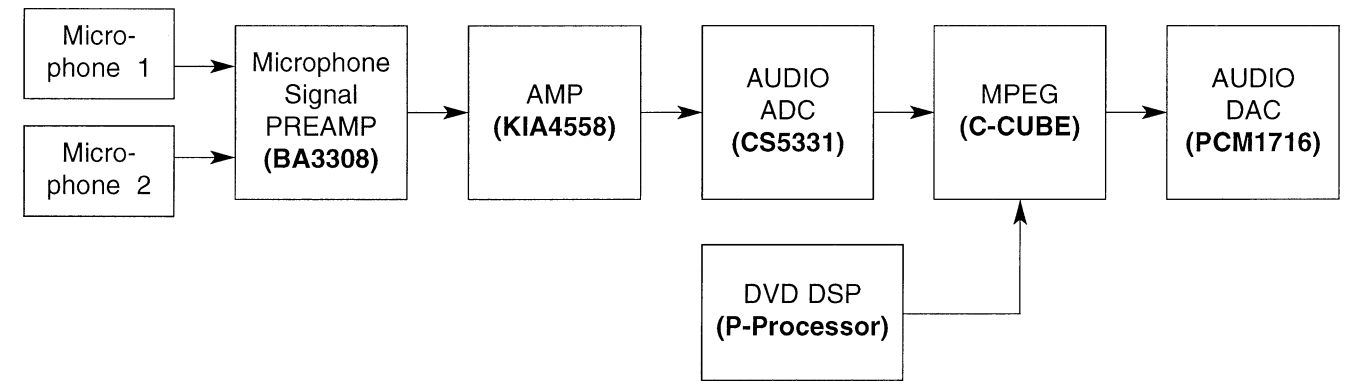 Micro-
phone 1
Micro-
phone 2
Microphone
Signal
PREAMP
(BA3308)
AMP
(KIA4558)
AUDIO
ADC
(CS5331)
MPEG
(C-CUBE)
AUDIO
DAC
(PCM1716)
DVD DSP
(P-Processor)